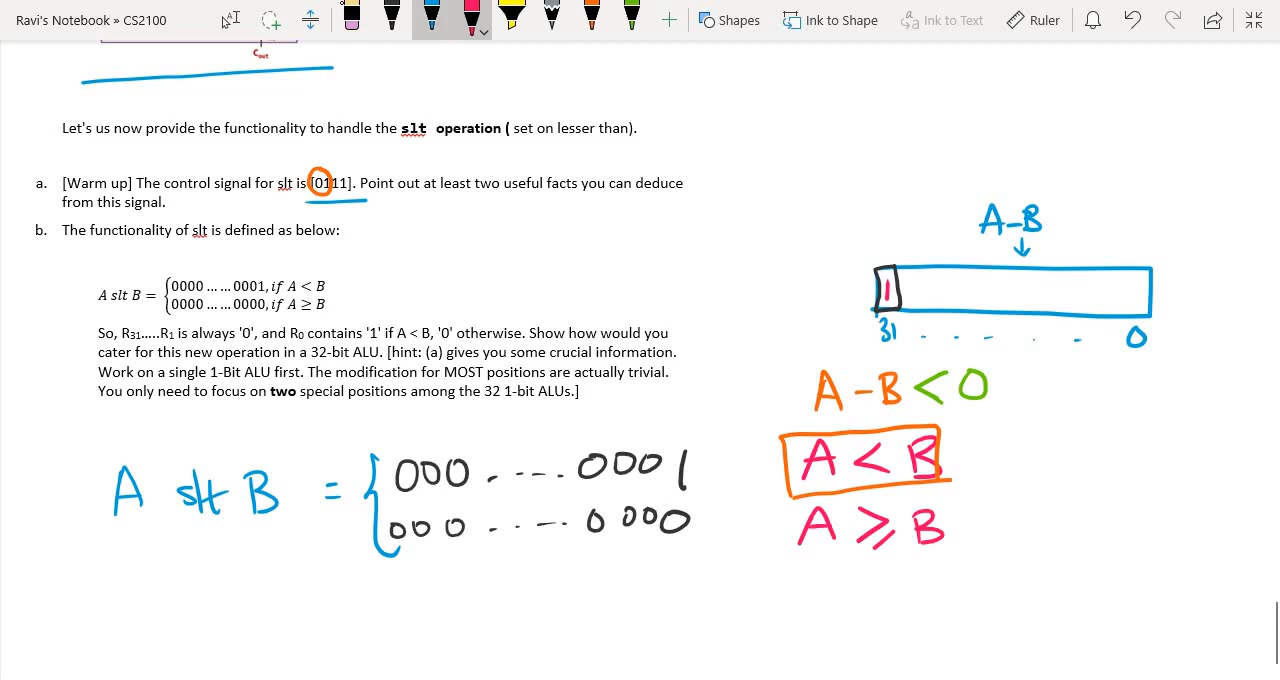 Ravi's Notebook » CS2100
Shapes
Ink to Shape
Ink to Text
Ruler
Cout
Let's us now provide the functionality to handle the slt operation ( set on lesser than).
a. [Warm up] The control signal for slt is [0111]. Point out at least two useful facts you can deduce
from this signal.
b. The functionality of slt is defined as below:
A slt B = {0000 ... ... 0001, if A < B
0000 ... ... 0000, if A ≥ B
So, R31.....R1 is always '0', and R0 contains '1' if A < B, '0' otherwise. Show how would you
cater for this new operation in a 32-bit ALU. [hint: (a) gives you some crucial information.
Work on a single 1-Bit ALU first. The modification for MOST positions are actually trivial.
You only need to focus on two special positions among the 32 1-bit ALUs.]
A slt B = { 000 . .... 0001
000 . .... 0000
A-B
↓
1
31 . . . . . 0
A-B<0
A < B
A ≥ B